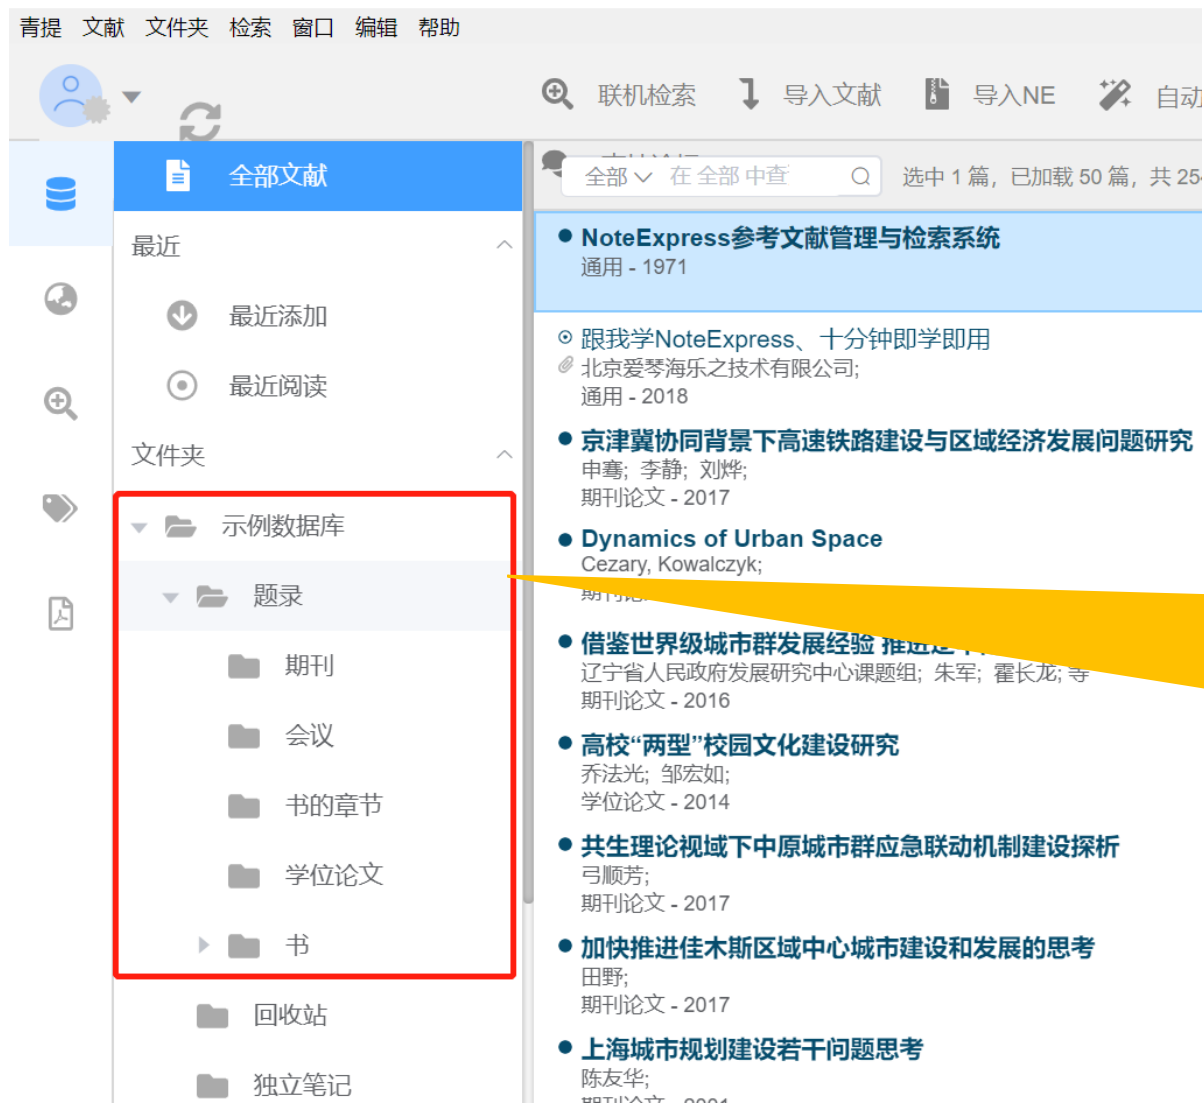 青提 文献 文件夹 检索 窗口 编辑 帮助
联机检索 导入文献 导入NE 自动
全部文献
全部 在 全部 中查 选中 1 篇, 已加载 50 篇, 共 254
最近
最近添加
最近阅读
文件夹
示例数据库
题录
期刊
会议
书的章节
学位论文
书
回收站
独立笔记
NoteExpress参考文献管理与检索系统
通用 - 1971
跟我学NoteExpress、十分钟即学即用
北京爱琴海乐之技术有限公司;
通用 - 2018
京津冀协同背景下高速铁路建设与区域经济发展问题研究
申骞; 李静; 刘烨;
期刊论文 - 2017
Dynamics of Urban Space
Cezary, Kowalczyk;
期刊论
借鉴世界级城市群发展经验 推进辽中
辽宁省人民政府发展研究中心课题组; 朱军; 霍长龙; 等
期刊论文 - 2016
高校“两型”校园文化建设研究
乔法光; 邹宏如;
学位论文 - 2014
共生理论视域下中原城市群应急联动机制建设探析
弓顺芳;
期刊论文 - 2017
加快推进佳木斯区域中心城市建设和发展的思考
田野;
期刊论文 - 2017
上海城市规划建设若干问题思考
陈友华;
期刊论文 - 2001